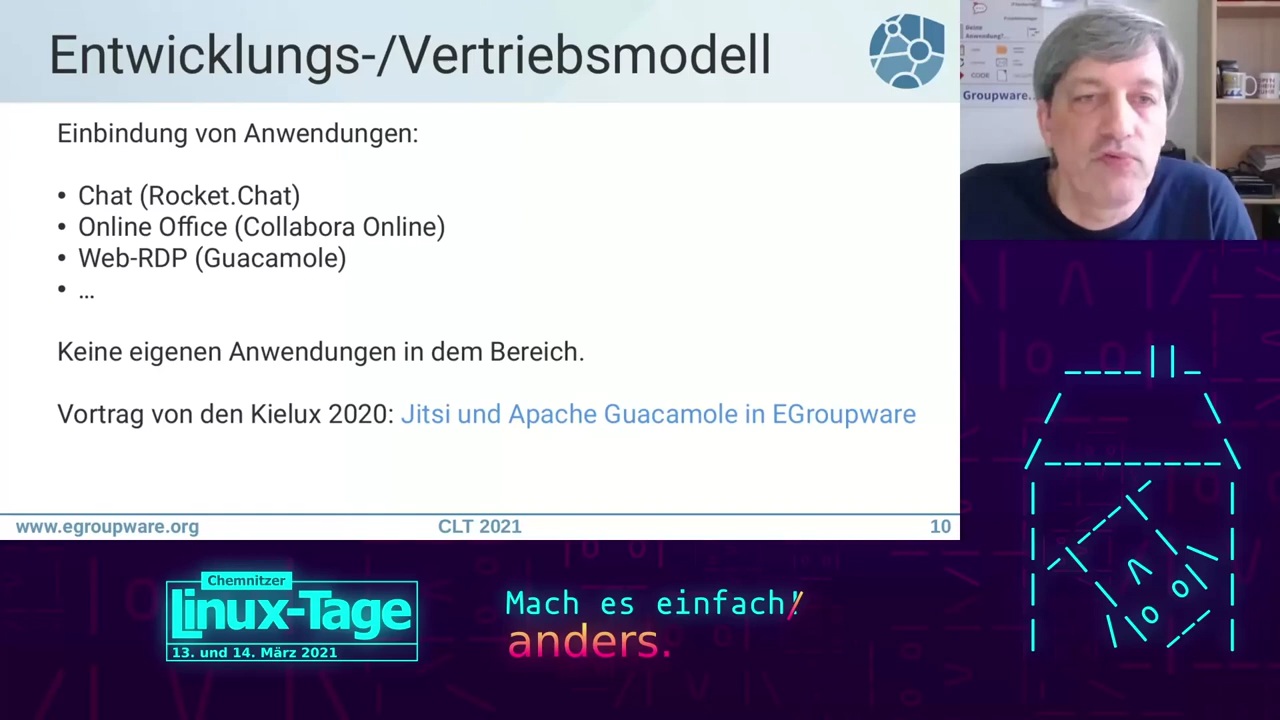 Entwicklungs-/Vertriebsmodell
Einbindung von Anwendungen:
• Chat (Rocket.Chat)
• Online Office (Collabora Online)
• Web-RDP (Guacamole)
• …
Keine eigenen Anwendungen in dem Bereich.
Vortrag von den Kielux 2020: Jitsi und Apache Guacamole in EGroupware
www.egroupware.org CLT 2021 10
CODE
Groupware..
Chemnitzer
Linux-Tage
13. und 14. März 2021
Mach es einfach!
anders.